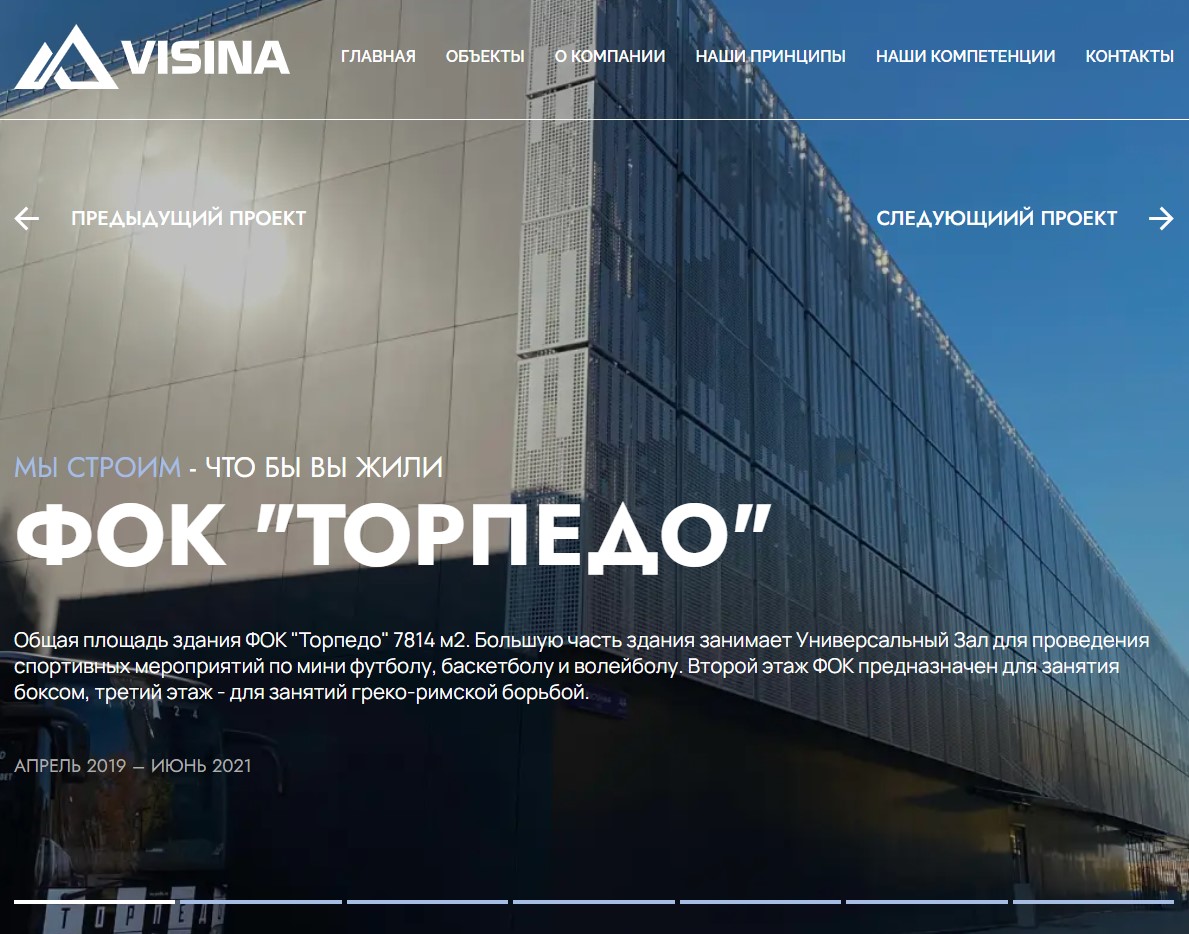 VISINA
ГЛАВНАЯ ОБЪЕКТЫ О КОМПАНИИ НАШИ ПРИНЦИПЫ НАШИ КОМПЕТЕНЦИИ КОНТАКТЫ
ПРЕДЫДУЩИЙ ПРОЕКТ СЛЕДУЮЩИИЙ ПРОЕКТ
МЫ СТРОИМ - ЧТО БЫ ВЫ ЖИЛИ
ФОК "ТОРПЕДО"
Общая площадь здания ФОК "Торпедо" 7814 м2. Большую часть здания занимает Универсальный Зал для проведения
спортивных мероприятий по мини футболу, баскетболу и волейболу. Второй этаж ФОК предназначен для занятия
боксом, третий этаж - для занятий греко-римской борьбой.
АПРЕЛЬ 2019 — ИЮНЬ 2021
ТОРПЕД